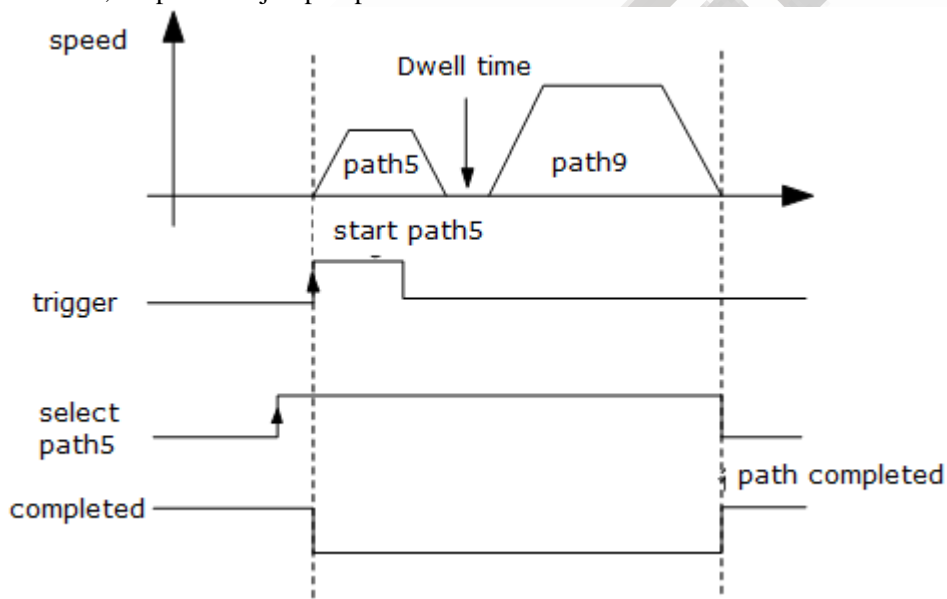 speed
Dwell time
path5
path9
start path5
trigger
select
path5
path completed
completed